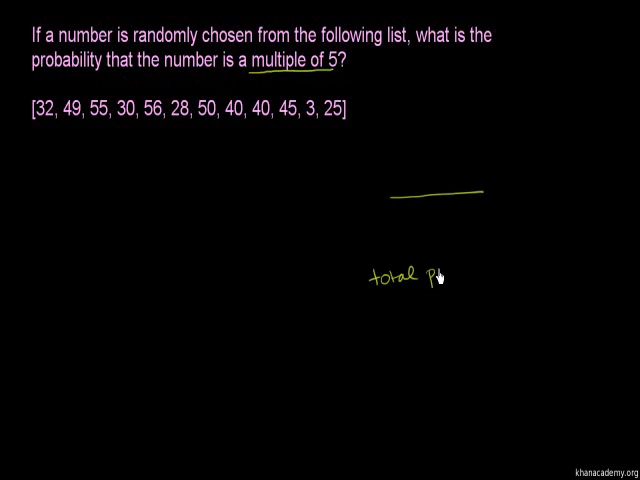 If a number is randomly chosen from the following list, what is the
probability that the number is a multiple of 5?
[32, 49, 55, 30, 56, 28, 50, 40, 40, 45, 3, 25]
total p
khanacademy.org